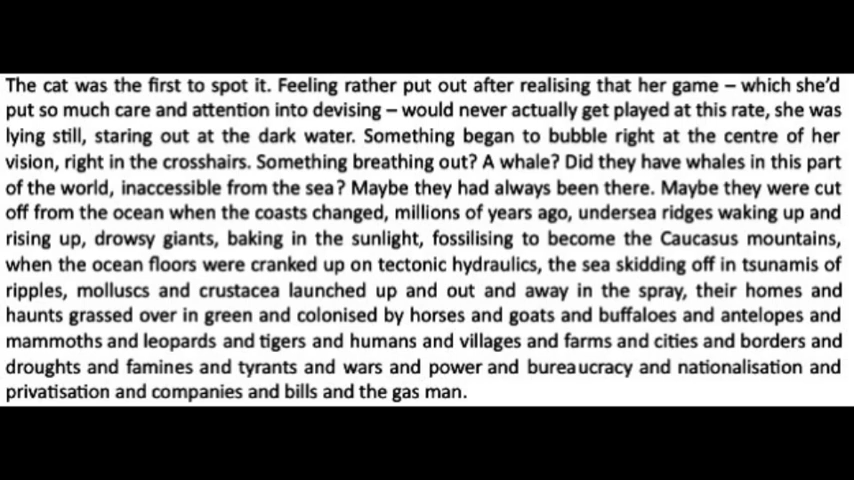 The cat was the first to spot it. Feeling rather put out after realising that her game – which she'd
put so much care and attention into devising – would never actually get played at this rate, she was
lying still, staring out at the dark water. Something began to bubble right at the centre of her
vision, right in the crosshairs. Something breathing out? A whale? Did they have whales in this part
of the world, inaccessible from the sea? Maybe they had always been there. Maybe they were cut
off from the ocean when the coasts changed, millions of years ago, undersea ridges waking up and
rising up, drowsy giants, baking in the sunlight, fossilising to become the Caucasus mountains,
when the ocean floors were cranked up on tectonic hydraulics, the sea skidding off in tsunamis of
ripples, molluscs and crustacea launched up and out and away in the spray, their homes and
haunts grassed over in green and colonised by horses and goats and buffaloes and antelopes and
mammoths and leopards and tigers and humans and villages and farms and cities and borders and
droughts and famines and tyrants and wars and power and bureaucracy and nationalisation and
privatisation and companies and bills and the gas man.